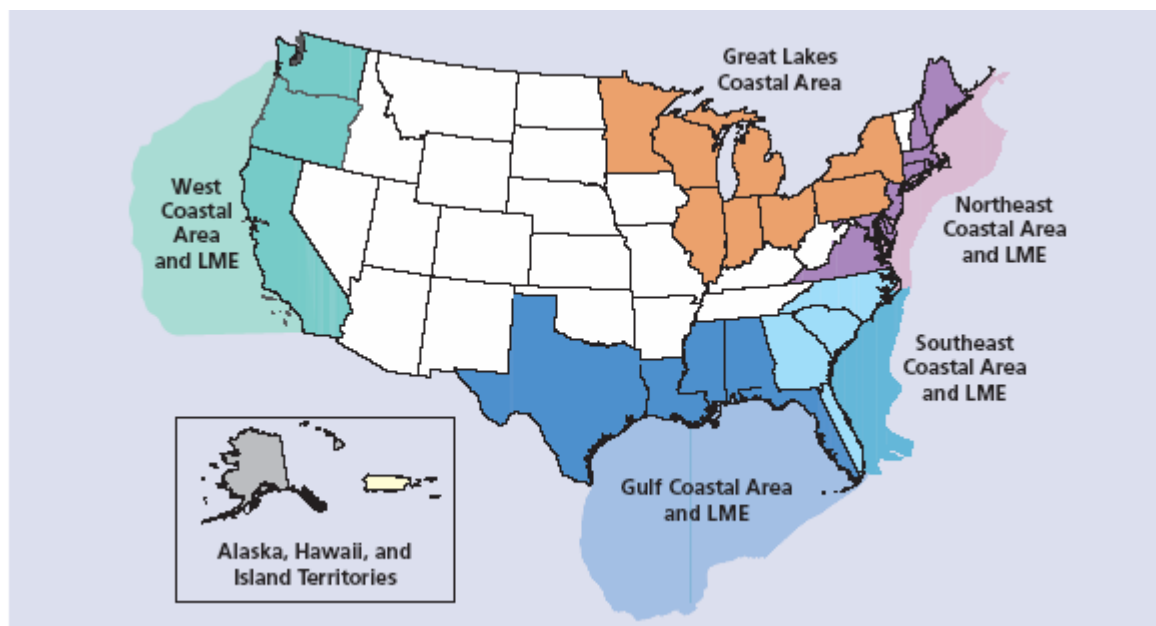 Great Lakes
Coastal Area
West
Coastal
Area
and LME
Northeast
Coastal Area
and LME
Southeast
Coastal Area
and LME
Gulf Coastal Area
and LME
Alaska, Hawaii, and
Island Territories